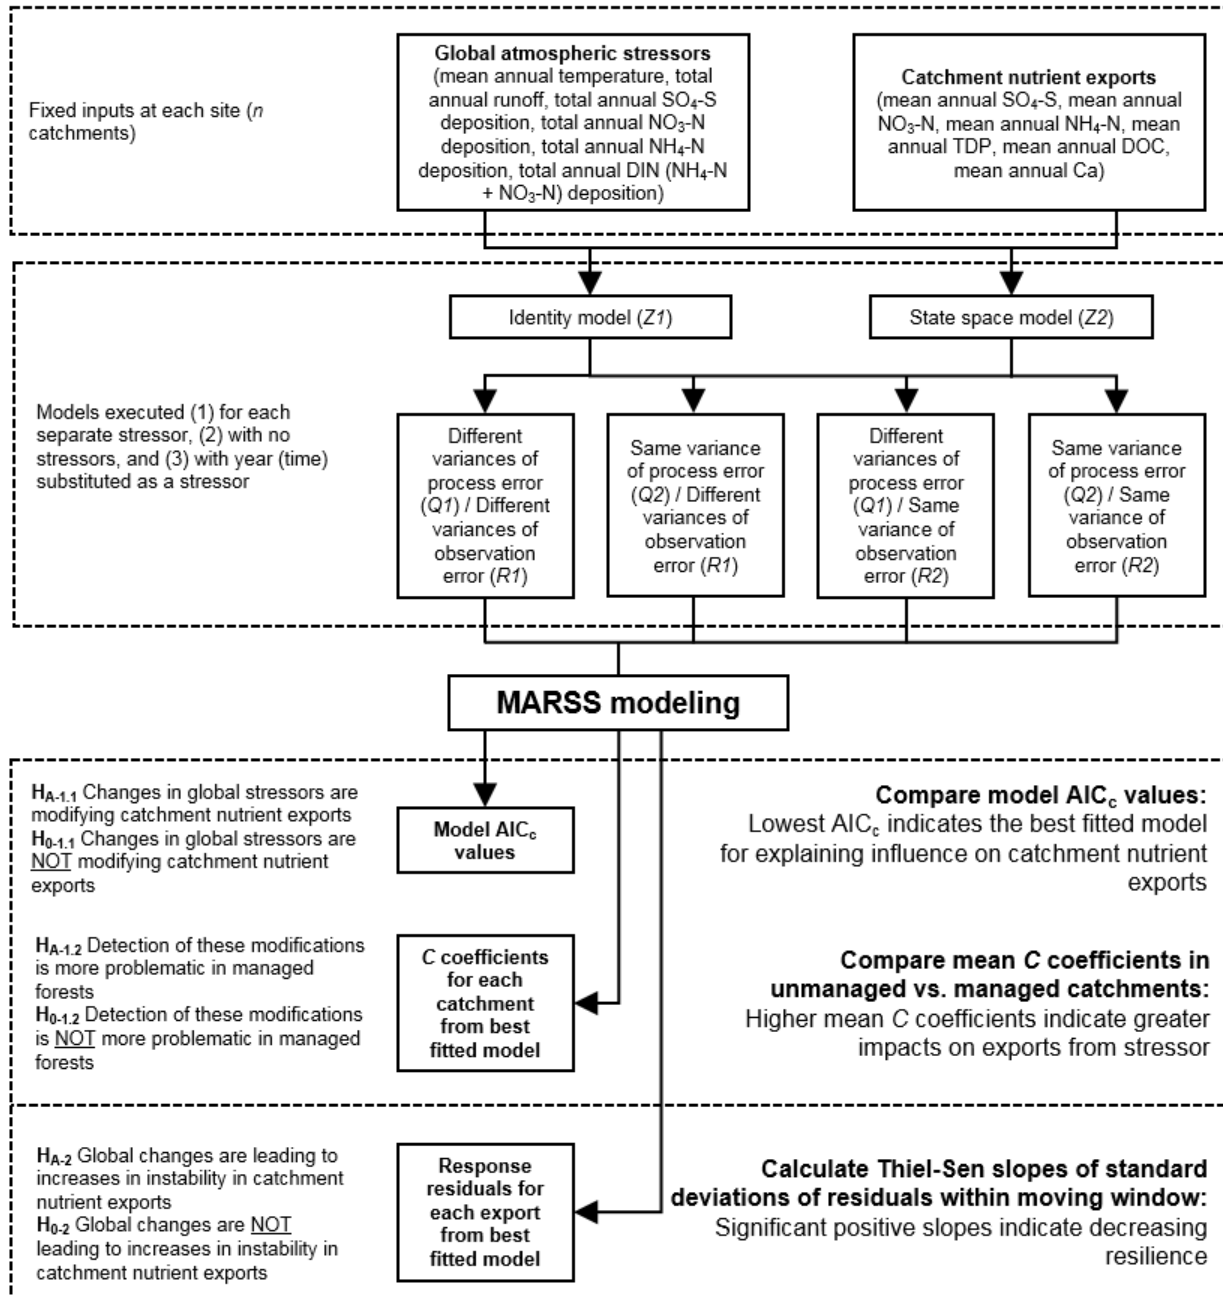 Fixed inputs at each site (n
catchments)
Global atmospheric stressors
(mean annual temperature, total
annual runoff, total annual SO₄-S
deposition, total annual NO₃-N
deposition, total annual NH₄-N
deposition, total annual DIN (NH₄-N
+ NO₃-N) deposition)
Catchment nutrient exports
(mean annual SO₄-S, mean annual
NO₃-N, mean annual NH₄-N, mean
annual TDP, mean annual DOC,
mean annual Ca)
Identity model (Z1)
State space model (Z2)
Models executed (1) for each
separate stressor, (2) with no
stressors, and (3) with year (time)
substituted as a stressor
Different
variances of
process error
(Q1) / Different
variances of
observation
error (R1)
Same variance
of process error
(Q2) / Different
variances of
observation
error (R1)
Different
variances of
process error
(Q1) / Same
variance of
observation
error (R2)
Same variance
of process error
(Q2) / Same
variance of
observation
error (R2)
MARSS modeling
H_A-1.1 Changes in global stressors are
modifying catchment nutrient exports
H_0-1.1 Changes in global stressors are
NOT modifying catchment nutrient
exports
Model AIC_c
values
Compare model AIC_c values:
Lowest AIC_c indicates the best fitted model
for explaining influence on catchment nutrient
exports
H_A-1.2 Detection of these modifications
is more problematic in managed
forests
H_0-1.2 Detection of these modifications
is NOT more problematic in managed
forests
C coefficients
for each
catchment
from best
fitted model
Compare mean C coefficients in
unmanaged vs. managed catchments:
Higher mean C coefficients indicate greater
impacts on exports from stressor
H_A-2 Global changes are leading to
increases in instability in catchment
nutrient exports
H_0-2 Global changes are NOT
leading to increases in instability in
catchment nutrient exports
Response
residuals for
each export
from best
fitted model
Calculate Thiel-Sen slopes of standard
deviations of residuals within moving window:
Significant positive slopes indicate decreasing
resilience